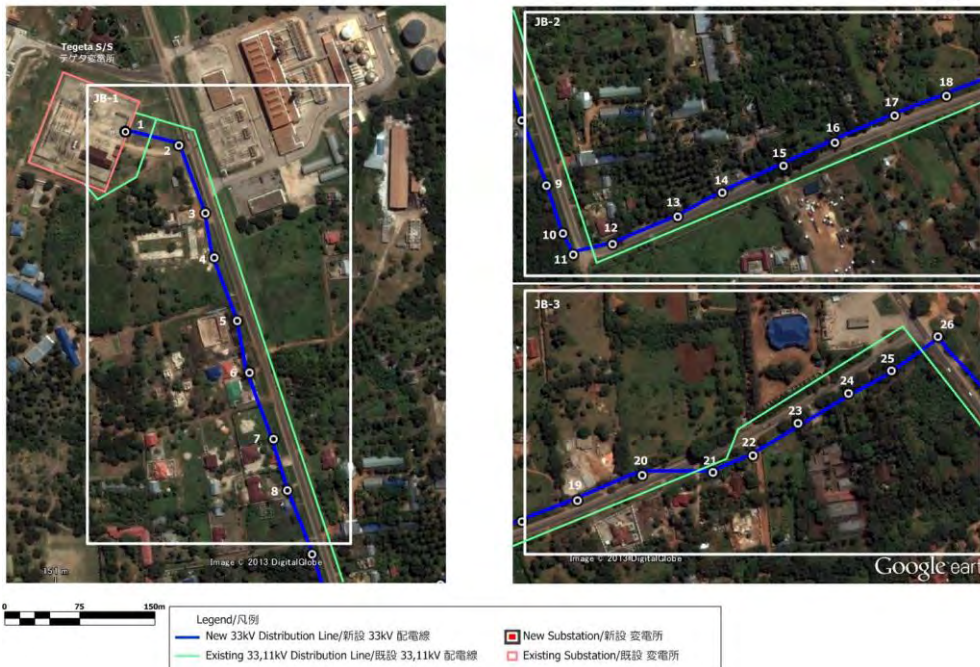 Tegeta S/S
テゲタ変電所
JB-1
1
2
3
4
5
6
7
8
151 m
Image © 2013 DigitalGlobe
JB-2
9
10
11
12
13
14
15
16
17
18
JB-3
19
20
21
22
23
24
25
26
Image © 2013 DigitalGlobe
Google eart
0 75 150m
Legend/凡例
New 33kV Distribution Line/新設 33kV 配電線
New Substation/新設 変電所
Existing 33,11kV Distribution Line/既設 33,11kV 配電線
Existing Substation/既設 変電所